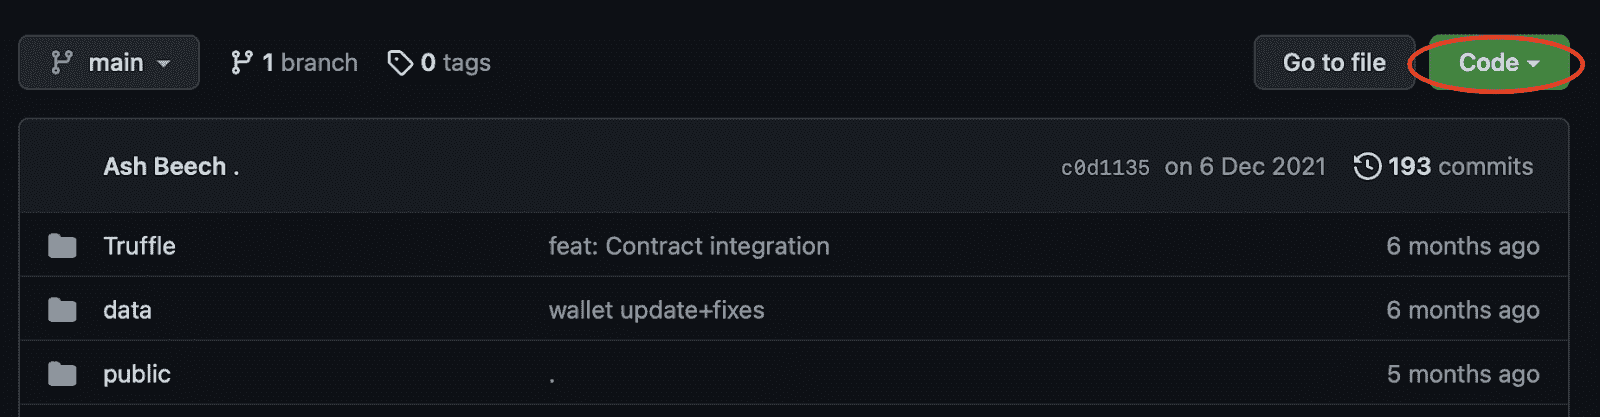 main 1 branch 0 tags Go to file Code
Ash Beech . c0d1135 on 6 Dec 2021 193 commits
Truffle feat: Contract integration 6 months ago
data wallet update+fixes 6 months ago
public . 5 months ago